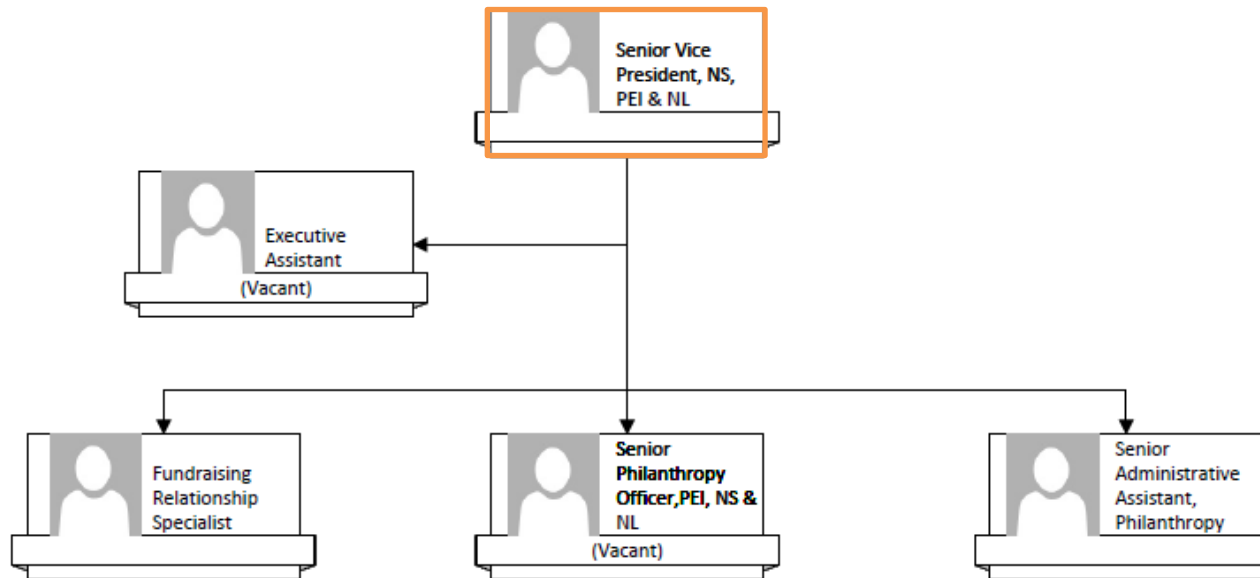 Senior Vice
President, NS,
PEI & NL
Executive
Assistant
(Vacant)
Fundraising
Relationship
Specialist
Senior
Philanthropy
Officer,PEI, NS &
NL
(Vacant)
Senior
Administrative
Assistant,
Philanthropy